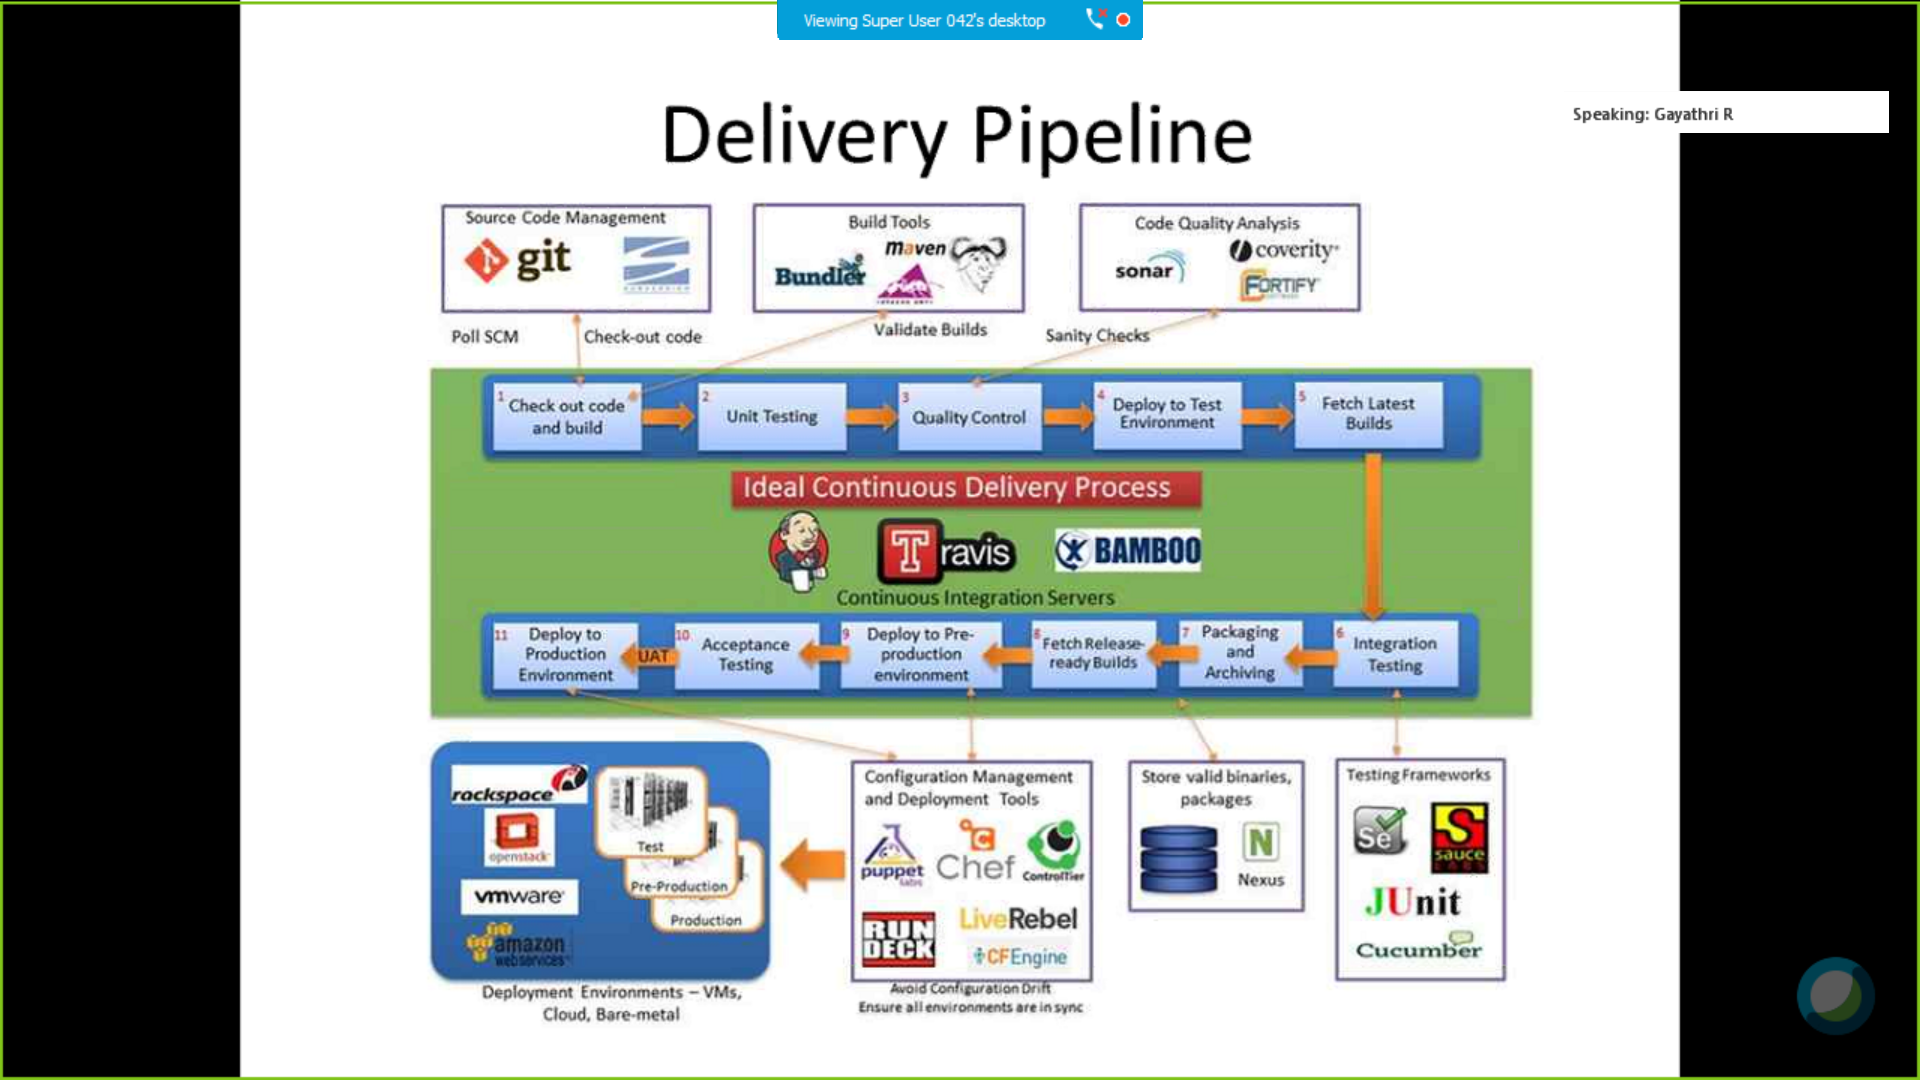 Viewing Super User 042's desktop
Speaking: Gayathri R
Delivery Pipeline
Source Code Management
git
SUBVERSION
Build Tools
maven
Bundler
Code Quality Analysis
coverity
sonar
FORTIFY
SOFTWARE
Poll SCM
Check-out code
Validate Builds
Sanity Checks
1
Check out code
and build
2
Unit Testing
3
Quality Control
4
Deploy to Test
Environment
5
Fetch Latest
Builds
Ideal Continuous Delivery Process
Travis
BAMBOO
Continuous Integration Servers
11
Deploy to
Production
Environment
UAT
10
Acceptance
Testing
9
Deploy to Pre-
production
environment
8
Fetch Release-
ready Builds
7
Packaging
and
Archiving
6
Integration
Testing
rackspace
openstack
vmware
amazon
webservices
Test
Pre-Production
Production
Deployment Environments – VMs,
Cloud, Bare-metal
Configuration Management
and Deployment Tools
puppet
labs
Chef
ControlTier
RUN
DECK
LiveRebel
CFEngine
Avoid Configuration Drift
Ensure all environments are in sync
Store valid binaries,
packages
N
Nexus
Testing Frameworks
Se
S
sauce
LABS
JUnit
Cucumber